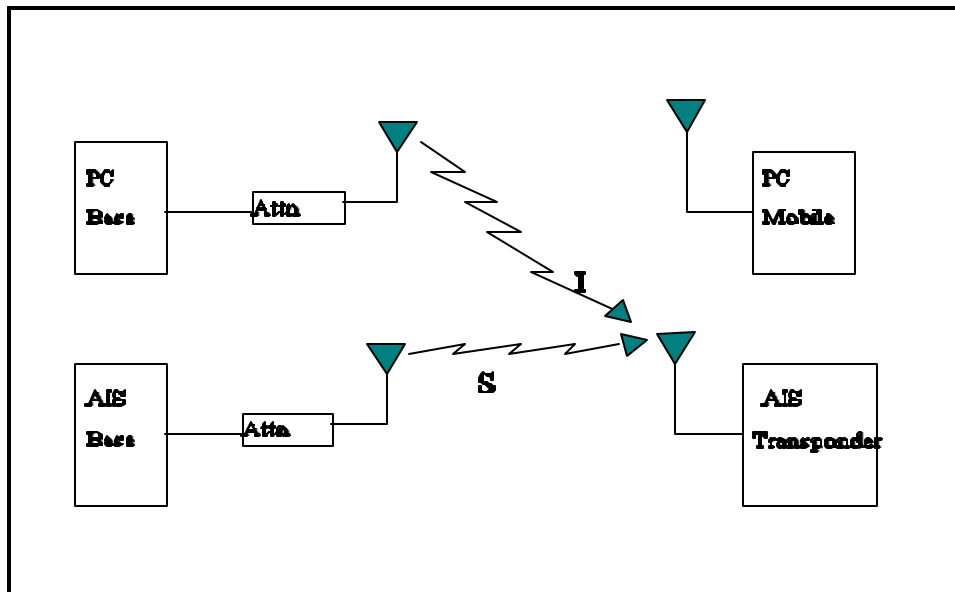 PC
Base
Attn
PC
Mobile
I
S
AIS
Base
Attn
AIS
Transponder